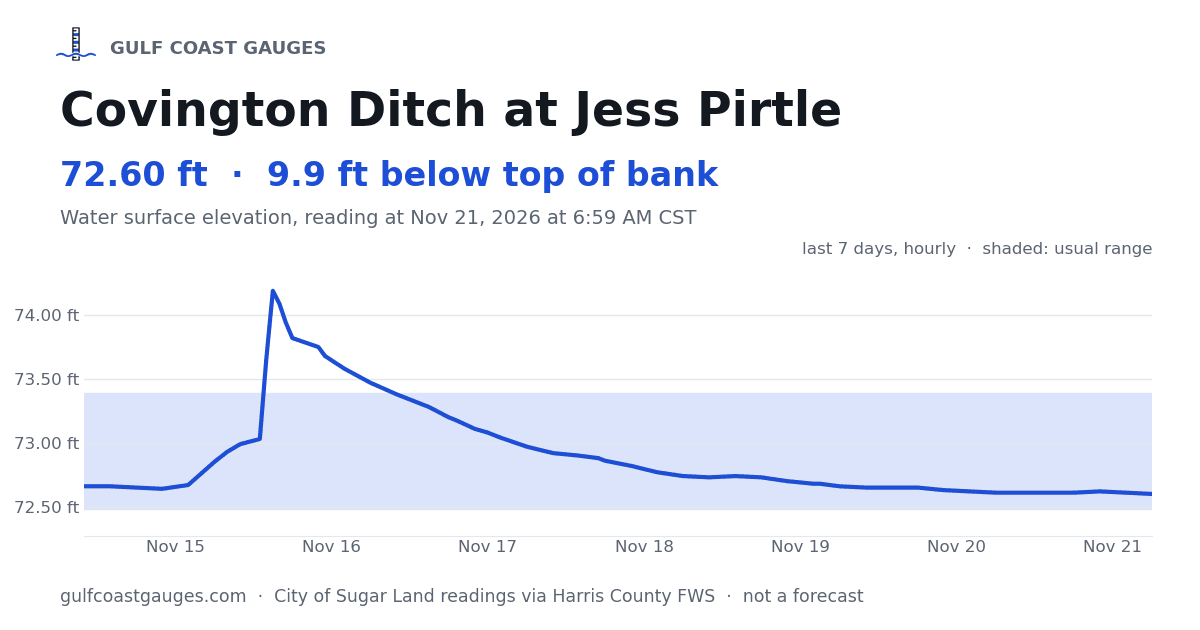 GULF COAST GAUGES
Covington Ditch at Jess Pirtle
72.60 ft · 9.9 ft below top of bank
Water surface elevation, reading at Nov 21, 2026 at 6:59 AM CST
last 7 days, hourly · shaded: usual range
74.00 ft
73.50 ft
73.00 ft
72.50 ft
Nov 15 Nov 16 Nov 17 Nov 18 Nov 19 Nov 20 Nov 21
gulfcoastgauges.com · City of Sugar Land readings via Harris County FWS · not a forecast